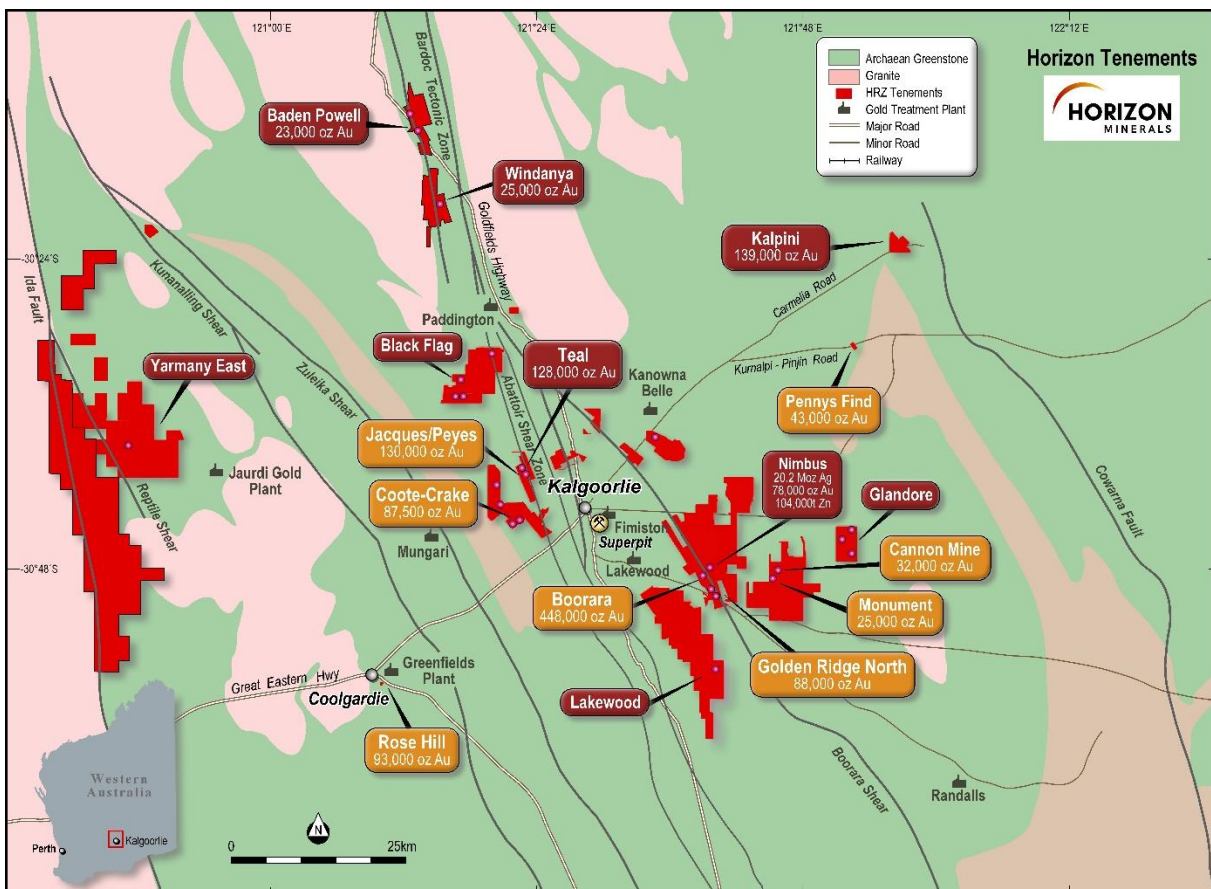 121°00'E
121°24'E
121°48'E
122°12'E
Horizon Tenements
HORIZON
MINERALS
Archaean Greenstone
Granite
HRZ Tenements
Gold Treatment Plant
Major Road
Minor Road
Railway
Bardoc Tectonic Zone
Baden Powell
23,000 oz Au
Windanya
25,000 oz Au
Goldfields Highway
Kalpini
139,000 oz Au
-30°24'S
Ida Fault
Kunanalling Shear
Carmelia Road
Paddington
Zuleika Shear
Black Flag
Teal
128,000 oz Au
Kurnalpi - Pinjin Road
Yarmany East
Abattoir Shear Zone
Kanowna
Belle
Pennys Find
43,000 oz Au
Jacques/Peyes
130,000 oz Au
Jaurdi Gold
Plant
Reptile Shear
Coote-Crake
87,500 oz Au
Kalgoorlie
Nimbus
20.2 Moz Ag
78,000 oz Au
104,000t Zn
Glandore
Cowarna Fault
Fimiston
Superpit
Mungari
Lakewood
Cannon Mine
32,000 oz Au
-30°48'S
Boorara
448,000 oz Au
Monument
25,000 oz Au
Golden Ridge North
88,000 oz Au
Great Eastern Hwy
Greenfields
Plant
Coolgardie
Lakewood
Rose Hill
93,000 oz Au
Boorara Shear
Randalls
Western
Australia
Kalgoorlie
Perth
N
0
25km